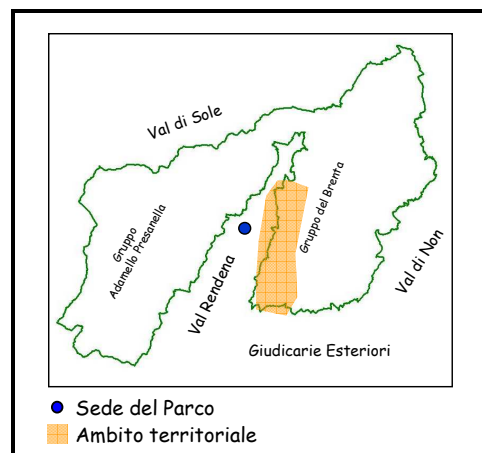 Val di Sole
Gruppo
Adamello Presanella
Gruppo del Brenta
Val Rendena
Val di Non
Giudicarie Esteriori
Sede del Parco
Ambito territoriale